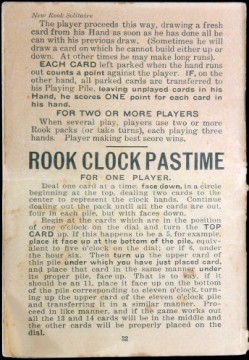 New Rook Solitaire
The player proceeds this way, drawing a fresh
card from his Hand as soon as he has done all he
can with his previous draw. (Sometimes he will
draw a card on which he cannot build either up or
down. At other times he may make long runs).
EACH CARD left parked when the hand runs
out counts a point against the player. IF, on the
other hand, all parked cards are transferred to
his Playing Pile, leaving unplayed cards in his
Hand, he scores ONE point for each card in
his hand.
FOR TWO OR MORE PLAYERS
When several play, players use two or more
Rook packs (or take turns), each playing three
hands. Player making best score wins.
ROOK CLOCK PASTIME
FOR ONE PLAYER.
Deal one card at a time, face down, in a circle
beginning at the top, dealing two cards to the
center to represent the clock hands. Continue
dealing out the pack until all the cards are out,
four in each pile, but with faces down.
Begin at the cards which are in the position
of one o'clock on the dial and turn the TOP
CARD up. If this happens to be a 5, for example,
place it face up at the bottom of the pile, equiv-
alent to five o'clock on the dial; or if 6, under
the hour six. Then turn up the upper card of
this pile under which you have just placed card,
and place that card in the same manner under
its proper pile, face up. That is to way, if it
should be an 11, place it face up on the bottom
of the pile corresponding to eleven o'clock, turn-
ing up the upper card of the eleven o'clock pile
and transferring it in a similar manner. Pro-
ceed in like manner, and if the game works out
all the 13 and 14 cards will be in the middle and
the other cards will be properly placed on the
dial.
32